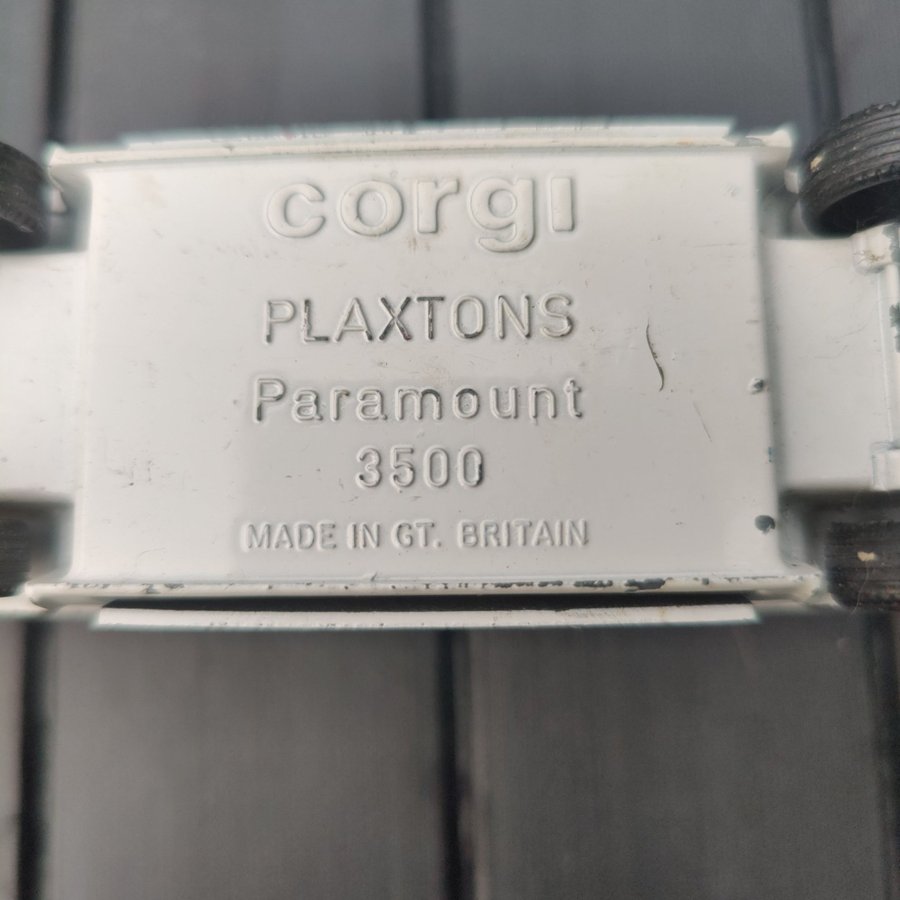 corgi
PLAXTONS
Paramount
3500
MADE IN GT. BRITAIN